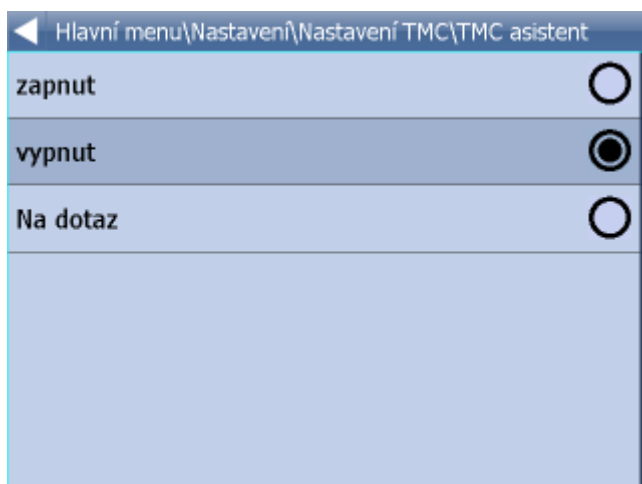 Hlavní menu\Nastavení\Nastavení TMC\TMC asistent
zapnut
vypnut
Na dotaz